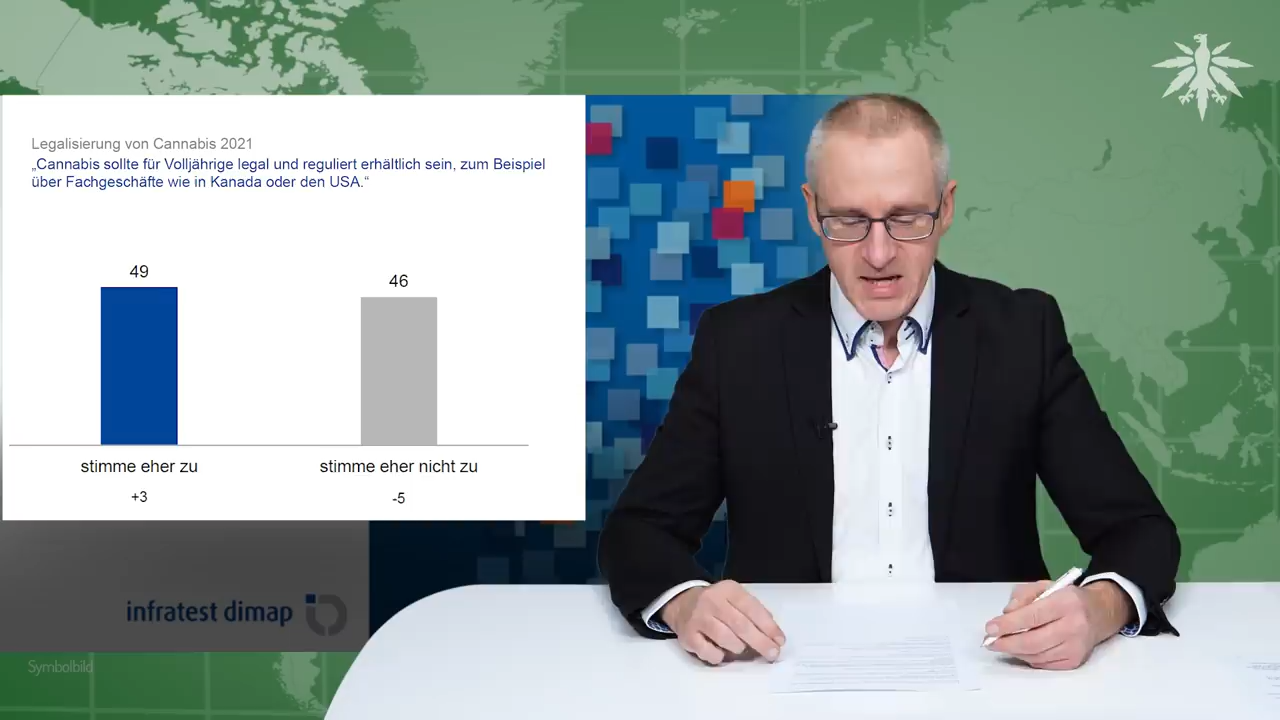 Legalisierung von Cannabis 2021
„Cannabis sollte für Volljährige legal und reguliert erhältlich sein, zum Beispiel
über Fachgeschäfte wie in Kanada oder den USA.“
49
46
stimme eher zu
stimme eher nicht zu
+3
-5
infratest dimap
Symbolbild